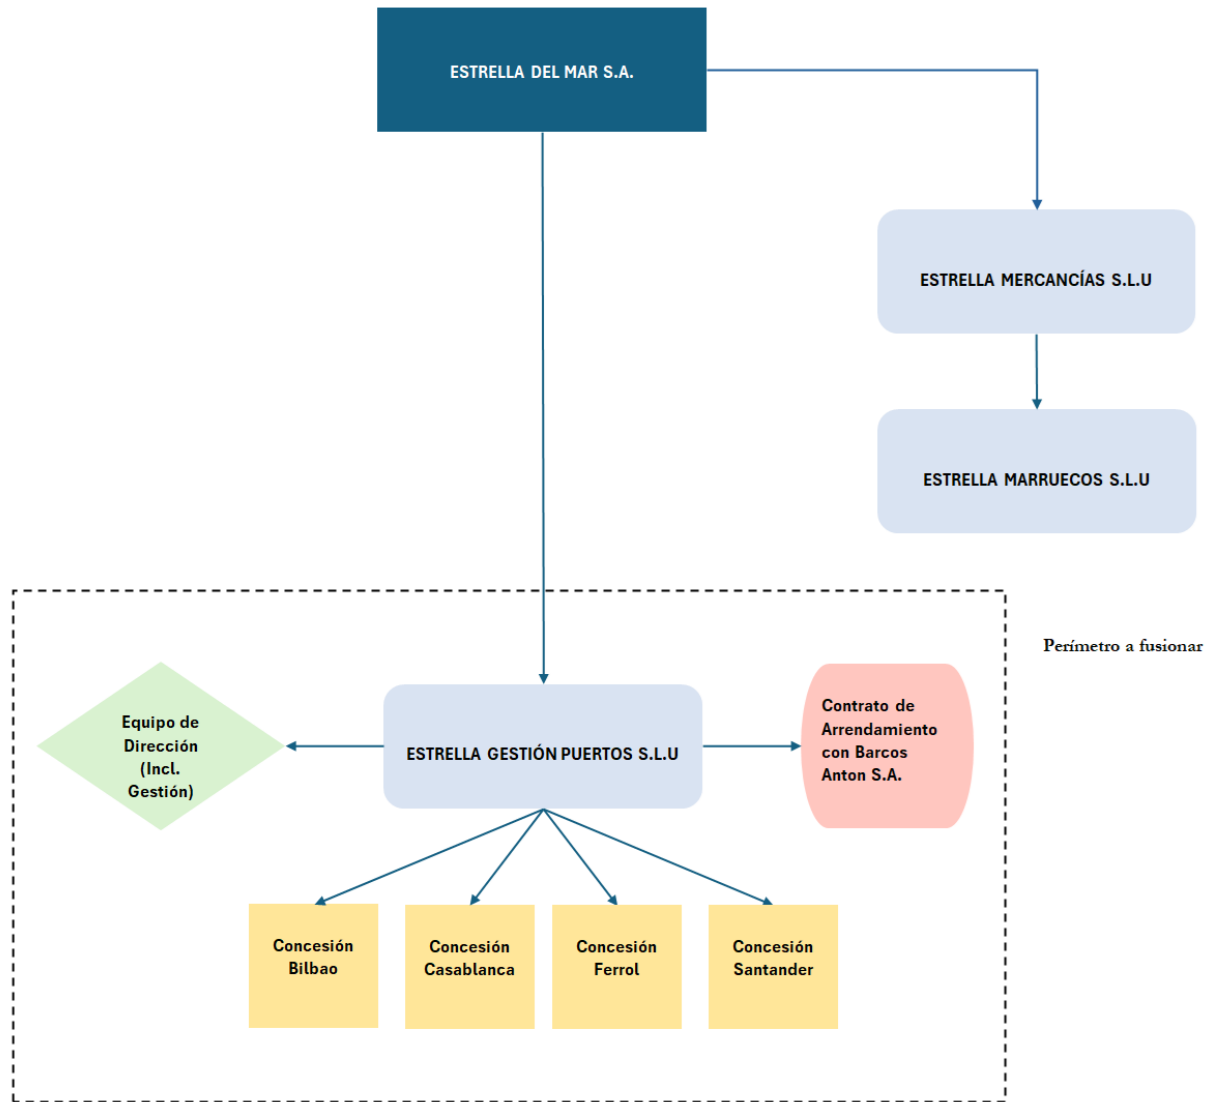 ESTRELLA DEL MAR S.A.
ESTRELLA MERCANCÍAS S.L.U
ESTRELLA MARRUECOS S.L.U
Perímetro a fusionar
Equipo de
Dirección
(Incl.
Gestión)
ESTRELLA GESTIÓN PUERTOS S.L.U
Contrato de
Arrendamiento
con Barcos
Anton S.A.
Concesión
Bilbao
Concesión
Casablanca
Concesión
Ferrol
Concesión
Santander